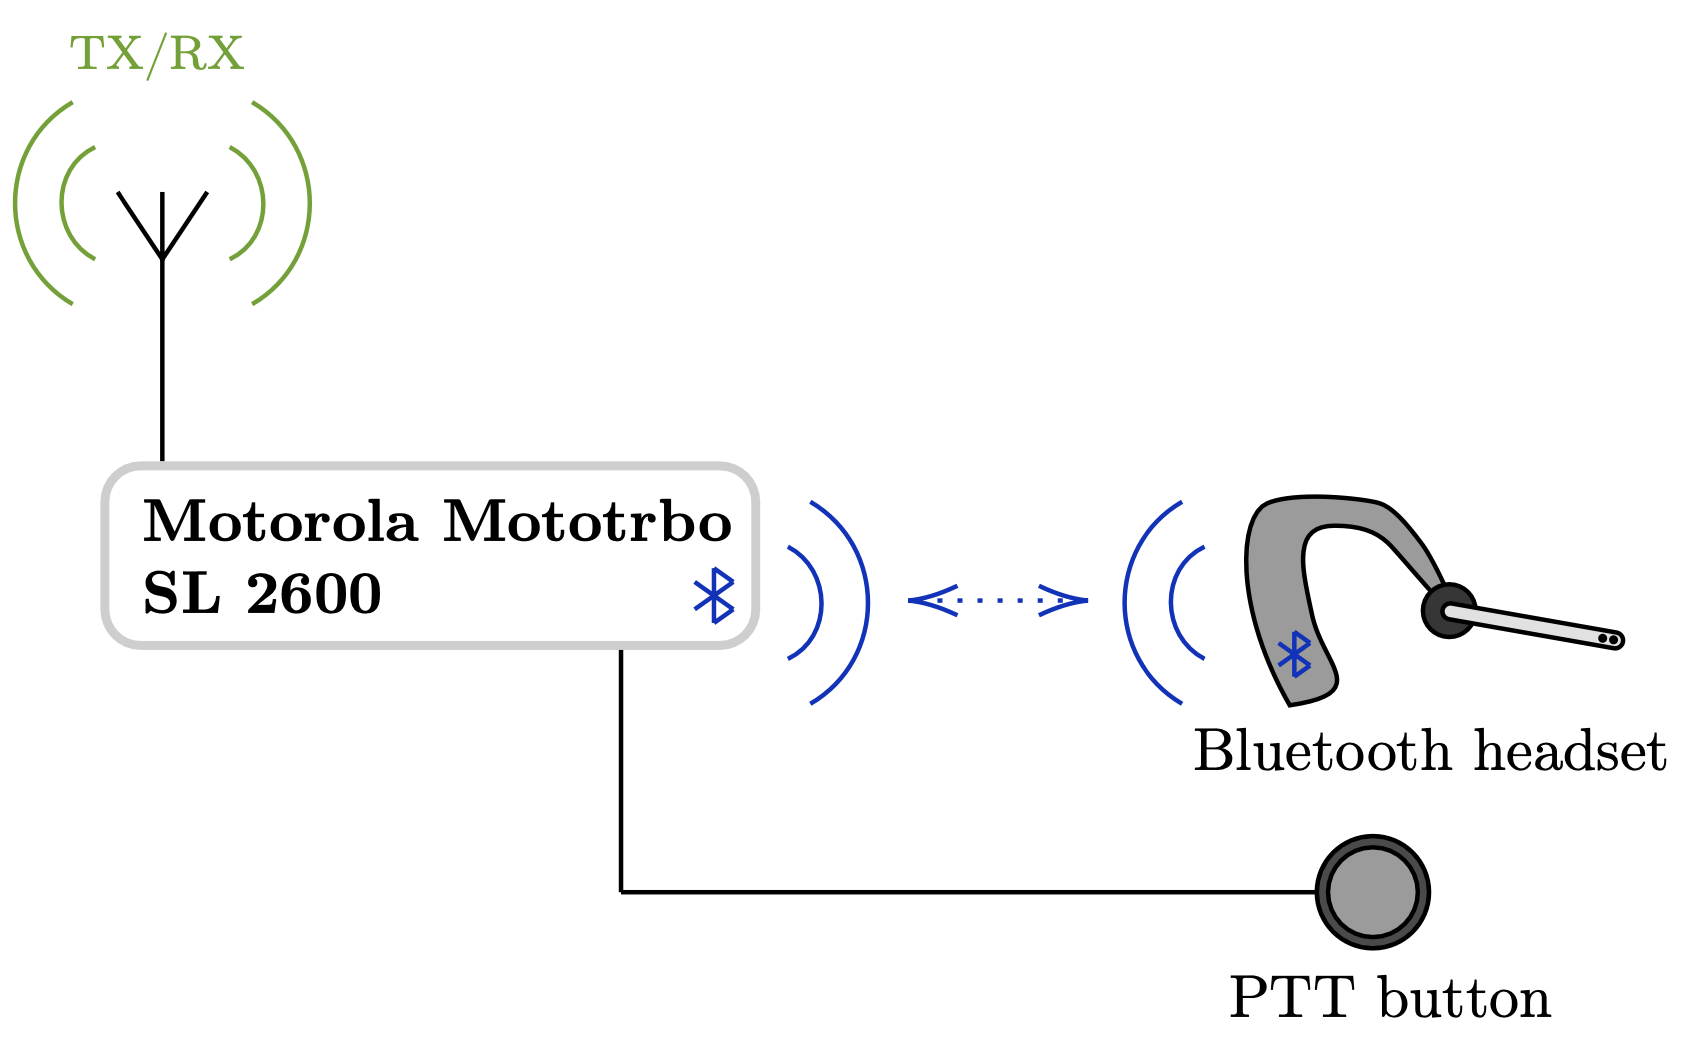 TX/RX
Motorola Mototrbo
SL 2600
Bluetooth headset
PTT button